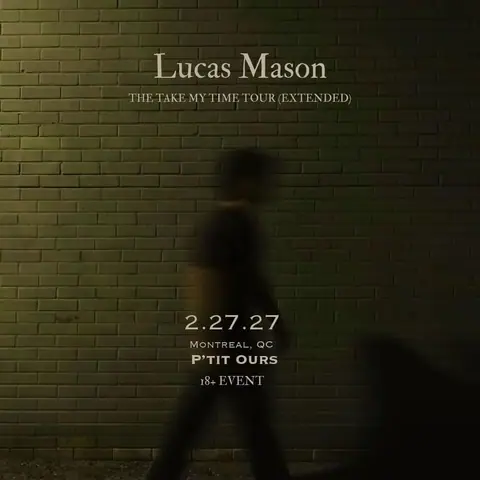 Lucas Mason
THE TAKE MY TIME TOUR (EXTENDED)
2.27.27
MONTREAL, QC
P'TIT OURS
18+ EVENT